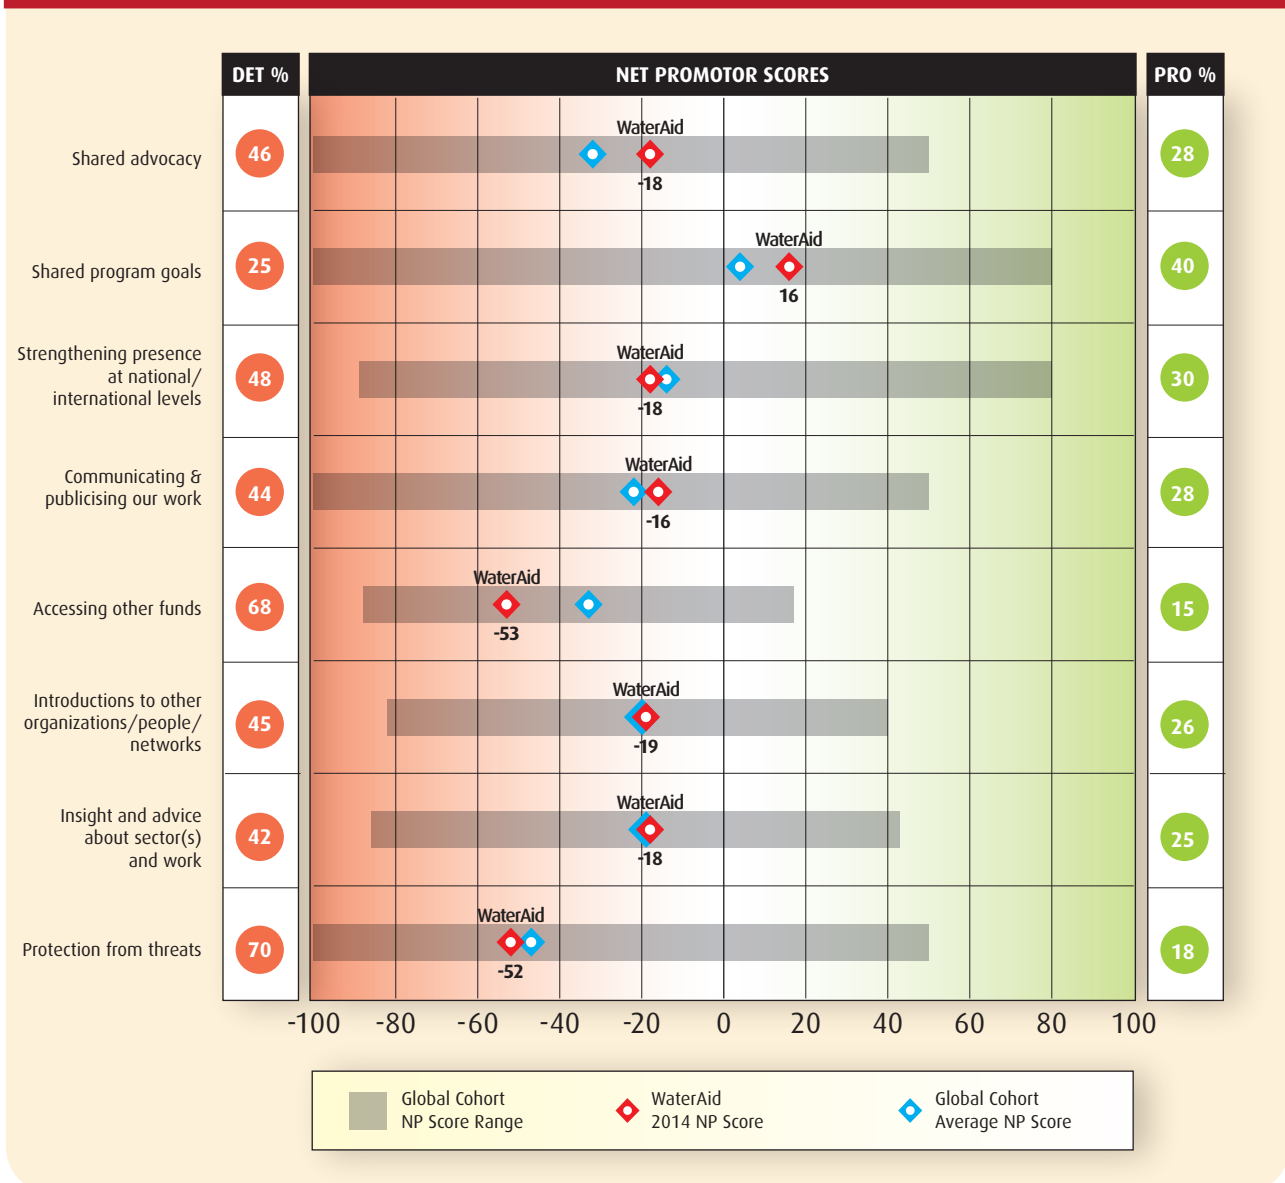 DET %
NET PROMOTOR SCORES
PRO %
Shared advocacy
46
WaterAid
-18
28
Shared program goals
25
WaterAid
16
40
Strengthening presence
at national/
international levels
48
WaterAid
-18
30
Communicating &
publicising our work
44
WaterAid
-16
28
Accessing other funds
68
WaterAid
-53
15
Introductions to other
organizations/people/
networks
45
WaterAid
-19
26
Insight and advice
about sector(s)
and work
42
WaterAid
-18
25
Protection from threats
70
WaterAid
-52
18
-100 -80 -60 -40 -20 0 20 40 60 80 100
Global Cohort
NP Score Range
WaterAid
2014 NP Score
Global Cohort
Average NP Score